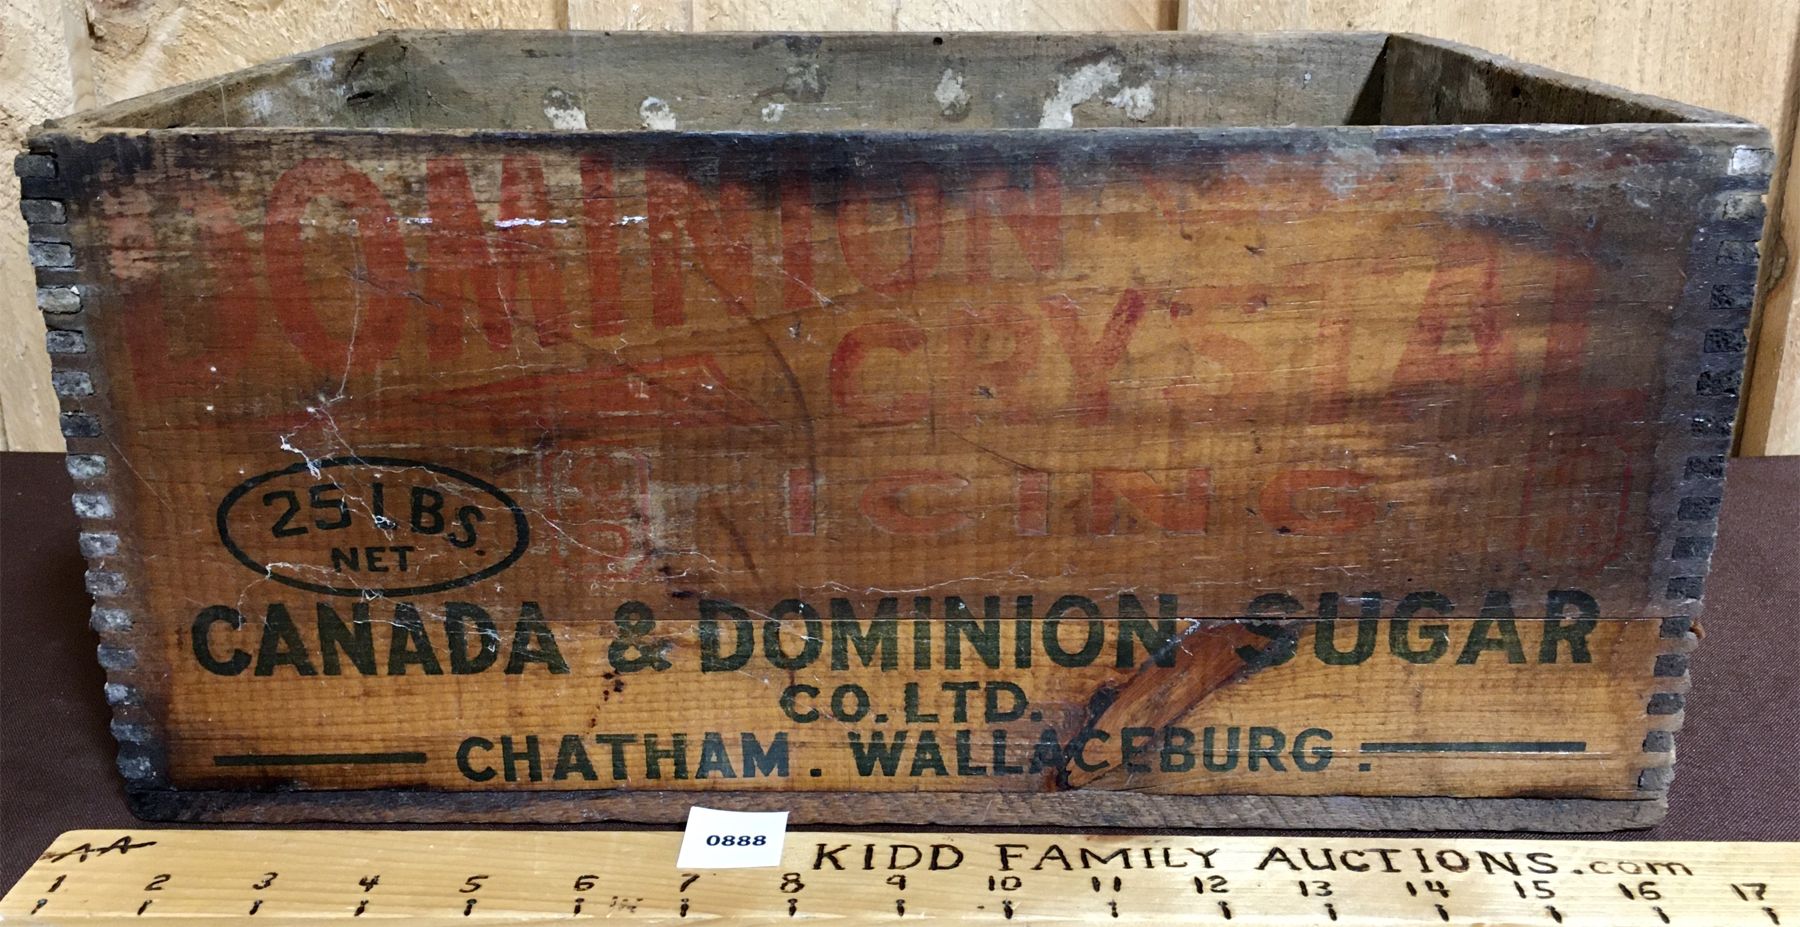 DOMINION
CRYSTAL
ICING
25 LBS.
NET
CANADA & DOMINION SUGAR
CO. LTD.
CHATHAM. WALLACEBURG.
0888
AA KIDD FAMILY AUCTIONS.com
1 2 3 4 5 6 7 8 9 10 11 12 13 14 15 16 17